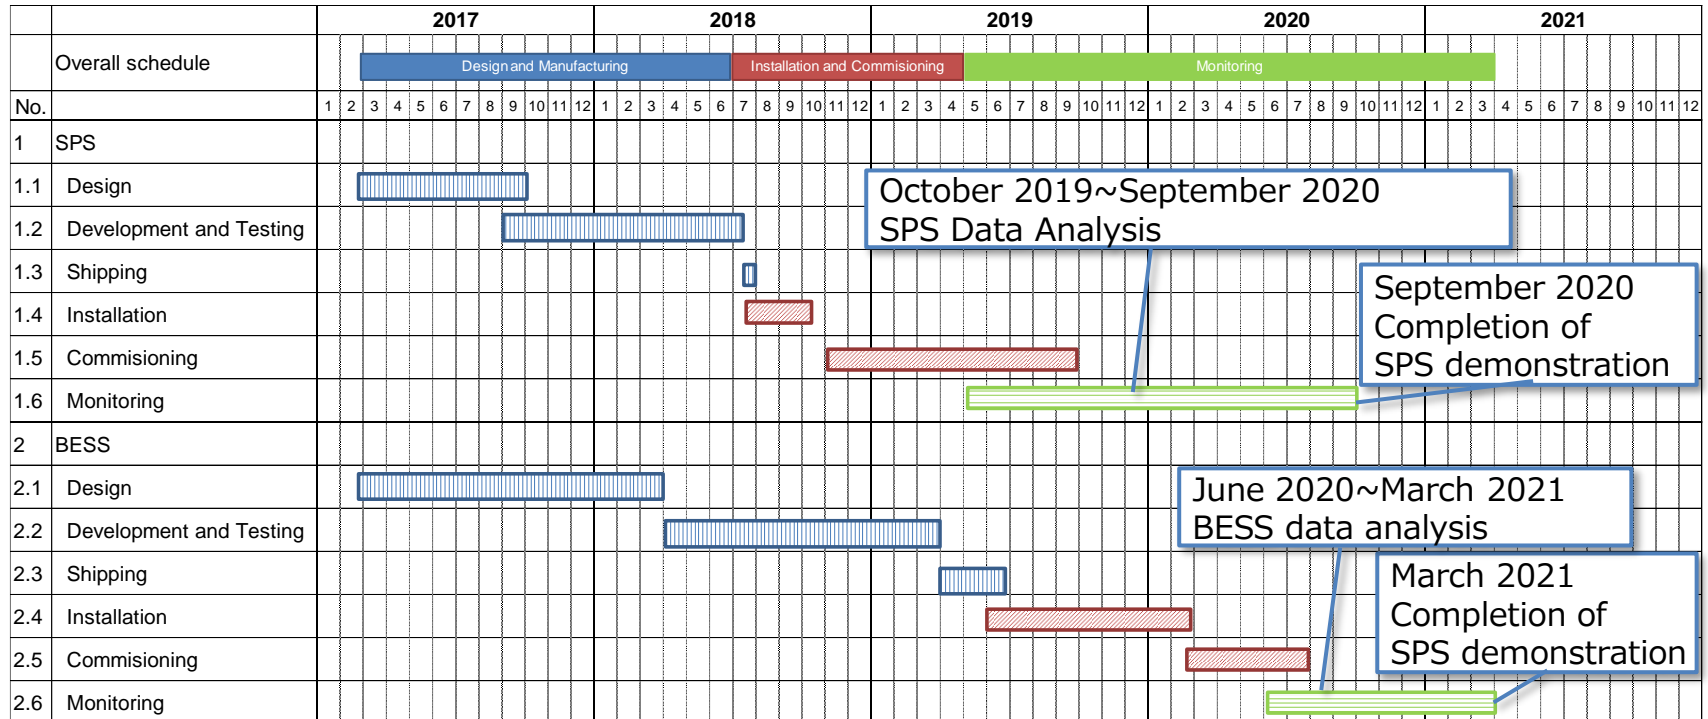 2017 2018 2019 2020 2021
Overall schedule Design and Manufacturing Installation and Commisioning Monitoring
No. 1 2 3 4 5 6 7 8 9 10 11 12 1 2 3 4 5 6 7 8 9 10 11 12 1 2 3 4 5 6 7 8 9 10 11 12 1 2 3 4 5 6 7 8 9 10 11 12 1 2 3 4 5 6 7 8 9 10 11 12
1 SPS
1.1 Design
October 2019~September 2020
SPS Data Analysis
1.2 Development and Testing
1.3 Shipping
September 2020
Completion of
SPS demonstration
1.4 Installation
1.5 Commisioning
1.6 Monitoring
2 BESS
2.1 Design
June 2020~March 2021
BESS data analysis
2.2 Development and Testing
2.3 Shipping
March 2021
Completion of
SPS demonstration
2.4 Installation
2.5 Commisioning
2.6 Monitoring